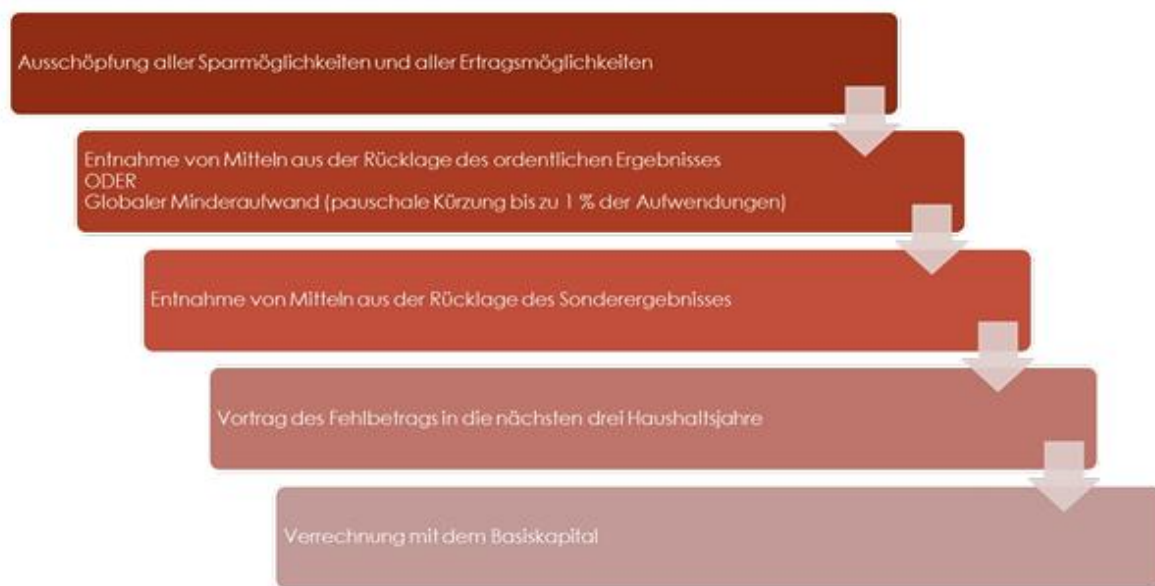 Ausschöpfung aller Sparmöglichkeiten und aller Ertragsmöglichkeiten
Entnahme von Mitteln aus der Rücklage des ordentlichen Ergebnisses
ODER
Globaler Minderaufwand (pauschale Kürzung bis zu 1 % der Aufwendungen)
Entnahme von Mitteln aus der Rücklage des Sonderergebnisses
Vortrag des Fehlbetrags in die nächsten drei Haushaltsjahre
Verrechnung mit dem Basiskapital